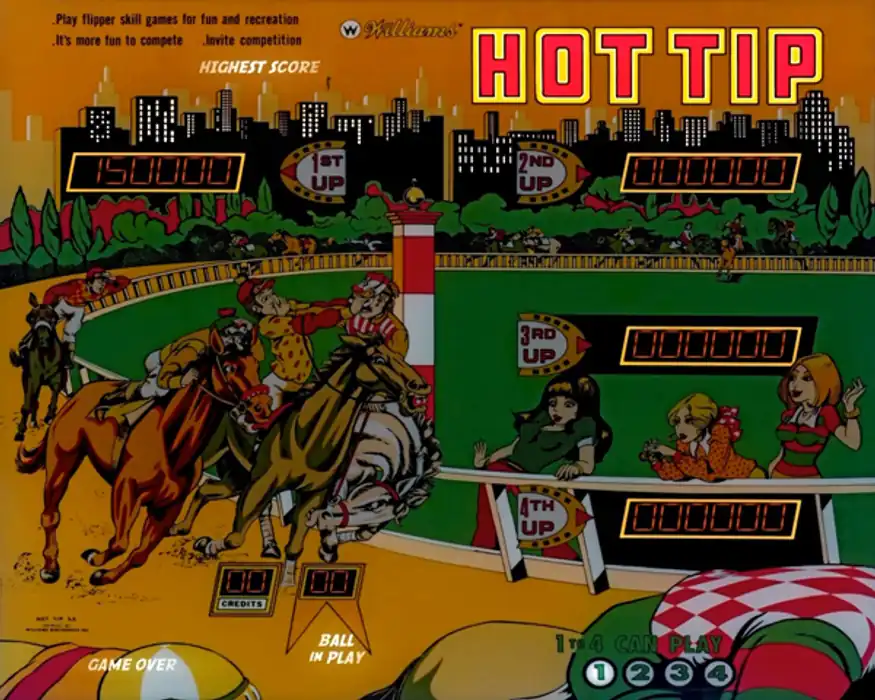 .Play flipper skill games for fun and recreation
.It's more fun to compete .Invite competition
W Williams
HOT TIP
HIGHEST SCORE
150000
1ST UP
2ND UP
000000
3RD UP
000000
4TH UP
000000
00
CREDITS
00
BALL IN PLAY
GAME OVER
1 TO 4 CAN PLAY
1 2 3 4